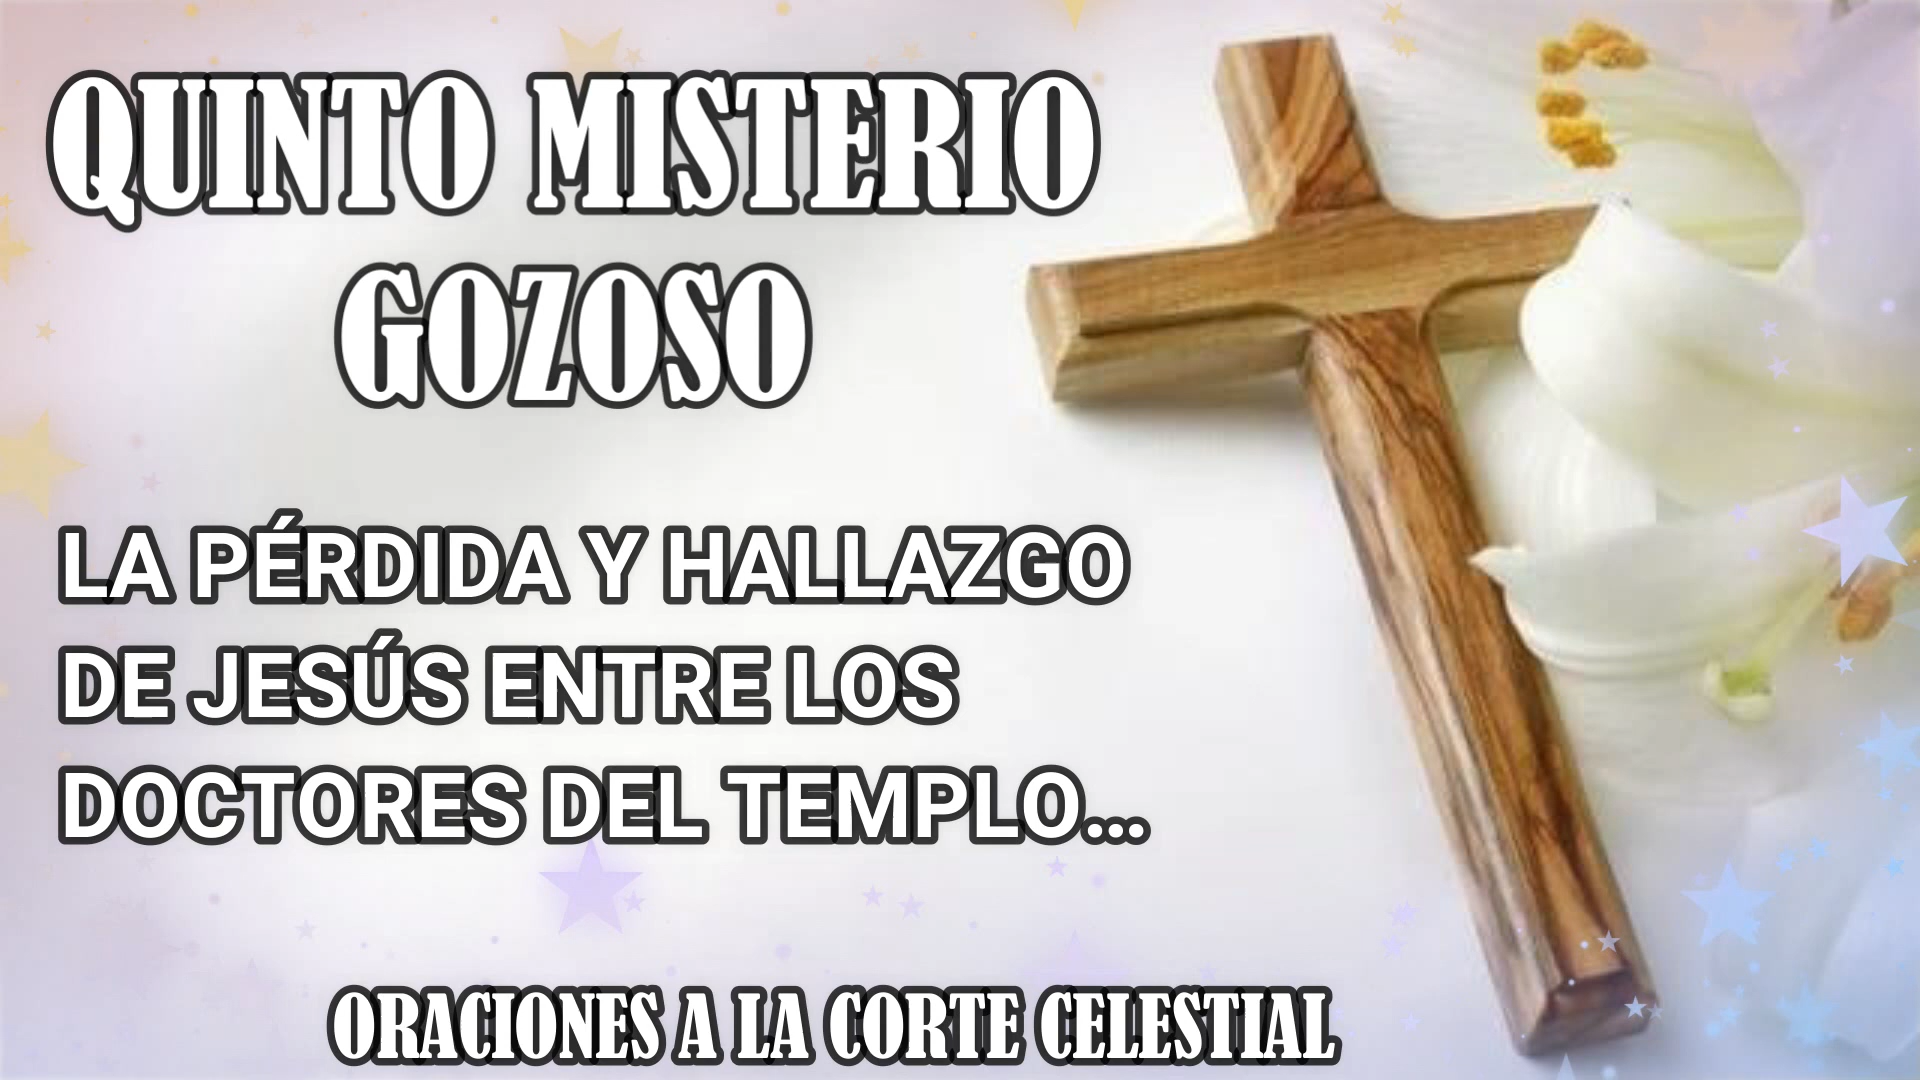 QUINTO MISTERIO
GOZOSO
LA PÉRDIDA Y HALLAZGO
DE JESÚS ENTRE LOS
DOCTORES DEL TEMPLO...
ORACIONES A LA CORTE CELESTIAL